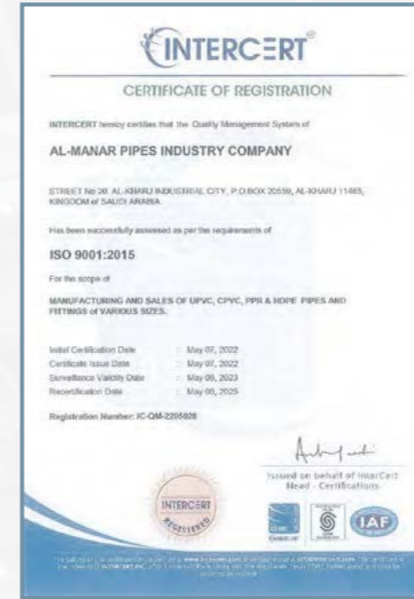 INTERCERT®
CERTIFICATE OF REGISTRATION
INTERCERT hereby certifies that the Quality Management System of
AL-MANAR PIPES INDUSTRY COMPANY
STREET No 20, AL-KHARJ INDUSTRIAL CITY, P.O.BOX 20559, AL-KHARJ 11465,
KINGDOM of SAUDI ARABIA.
Has been successfully assessed as per the requirements of
ISO 9001:2015
For the scope of
MANUFACTURING AND SALES OF UPVC, CPVC, PPR & HDPE PIPES AND
FITTINGS of VARIOUS SIZES.
Initial Certification Date : May 07, 2022
Certificate Issue Date : May 07, 2022
Surveillance Validity Date : May 06, 2023
Recertification Date : May 06, 2025
Registration Number: IC-QM-2205028
Issued on behalf of InterCert
Head - Certifications
INTERCERT
REGISTERED
IAF